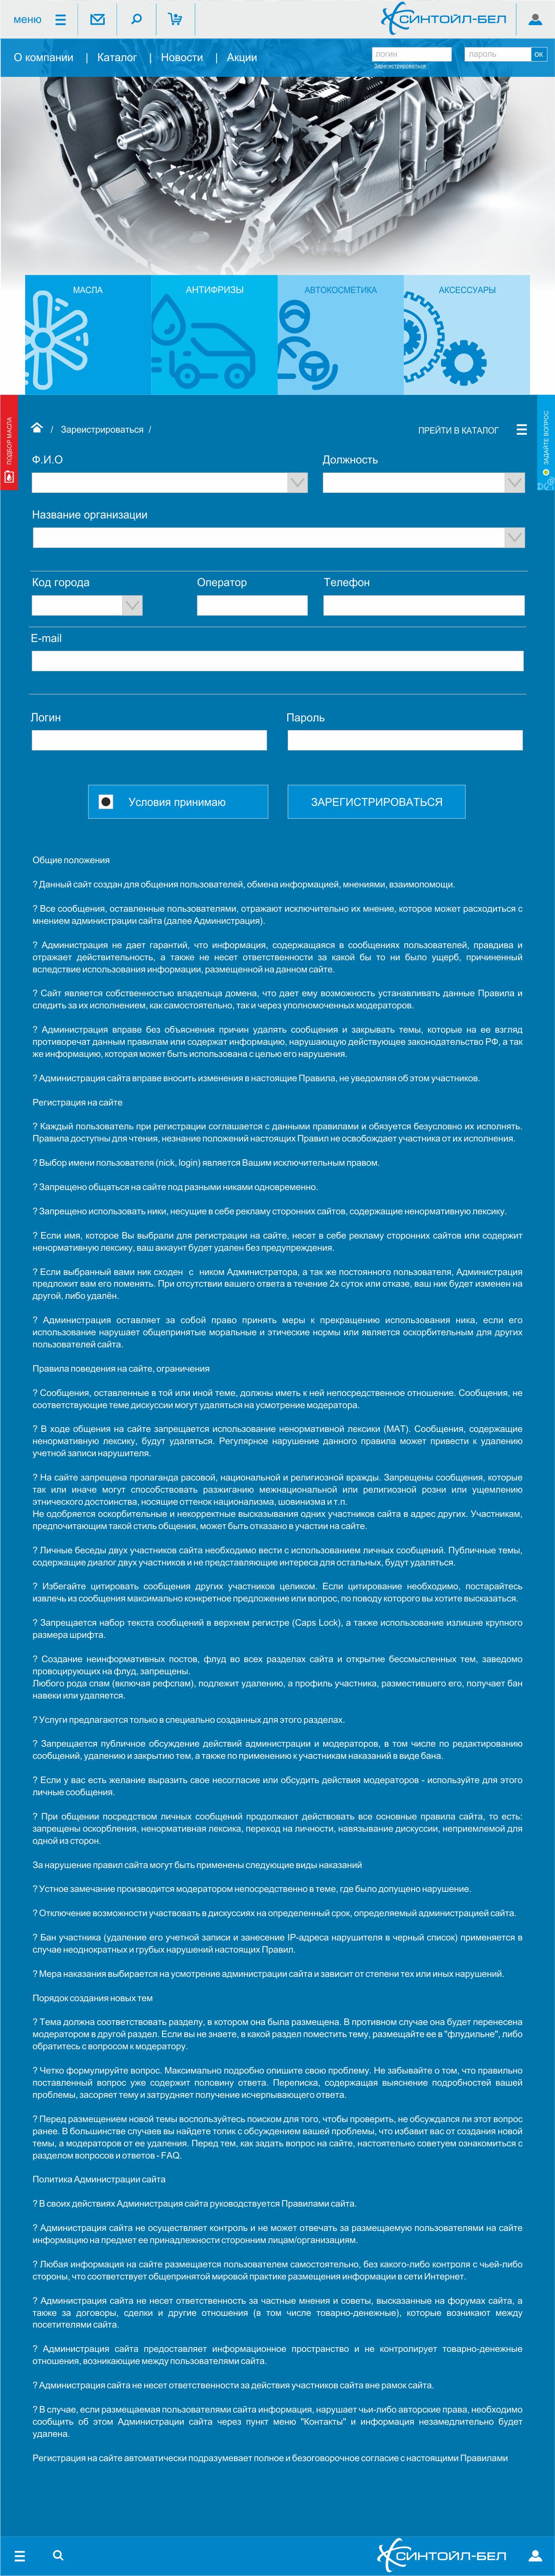 меню
СИНТОЙЛ-БЕЛ
О компании | Каталог | Новости | Акции
логин
пароль
ОК
Зарегистрироваться
МАСЛА
АНТИФРИЗЫ
АВТОКОСМЕТИКА
АКСЕССУАРЫ
ПОДБОР МАСЛА
ЗАДАЙТЕ ВОПРОС
/ Зареистрироваться /
ПРЕЙТИ В КАТАЛОГ
Ф.И.О
Должность
Название организации
Код города
Оператор
Телефон
E-mail
Логин
Пароль
Условия принимаю
ЗАРЕГИСТРИРОВАТЬСЯ
Общие положения
? Данный сайт создан для общения пользователей, обмена информацией, мнениями, взаимопомощи.
? Все сообщения, оставленные пользователями, отражают исключительно их мнение, которое может расходиться с
мнением администрации сайта (далее Администрация).
? Администрация не дает гарантий, что информация, содержащаяся в сообщениях пользователей, правдива и
отражает действительность, а также не несет ответственности за какой бы то ни было ущерб, причиненный
вследствие использования информации, размещенной на данном сайте.
? Сайт является собственностью владельца домена, что дает ему возможность устанавливать данные Правила и
следить за их исполнением, как самостоятельно, так и через уполномоченных модераторов.
? Администрация вправе без объяснения причин удалять сообщения и закрывать темы, которые на ее взгляд
противоречат данным правилам или содержат информацию, нарушающую действующее законодательство РФ, а так
же информацию, которая может быть использована с целью его нарушения.
? Администрация сайта вправе вносить изменения в настоящие Правила, не уведомляя об этом участников.
Регистрация на сайте
? Каждый пользователь при регистрации соглашается с данными правилами и обязуется безусловно их исполнять.
Правила доступны для чтения, незнание положений настоящих Правил не освобождает участника от их исполнения.
? Выбор имени пользователя (nick, login) является Вашим исключительным правом.
? Запрещено общаться на сайте под разными никами одновременно.
? Запрещено использовать ники, несущие в себе рекламу сторонних сайтов, содержащие ненормативную лексику.
? Если имя, которое Вы выбрали для регистрации на сайте, несет в себе рекламу сторонних сайтов или содержит
ненормативную лексику, ваш аккаунт будет удален без предупреждения.
? Если выбранный вами ник сходен с ником Администратора, а так же постоянного пользователя, Администрация
предложит вам его поменять. При отсутствии вашего ответа в течение 2х суток или отказе, ваш ник будет изменен на
другой, либо удалён.
? Администрация оставляет за собой право принять меры к прекращению использования ника, если его
использование нарушает общепринятые моральные и этические нормы или является оскорбительным для других
пользователей сайта.
Правила поведения на сайте, ограничения
? Сообщения, оставленные в той или иной теме, должны иметь к ней непосредственное отношение. Сообщения, не
соответствующие теме дискуссии могут удаляться на усмотрение модератора.
? В ходе общения на сайте запрещается использование ненормативной лексики (МАТ). Сообщения, содержащие
ненормативную лексику, будут удаляться. Регулярное нарушение данного правила может привести к удалению
учетной записи нарушителя.
? На сайте запрещена пропаганда расовой, национальной и религиозной вражды. Запрещены сообщения, которые
так или иначе могут способствовать разжиганию межнациональной или религиозной розни или ущемлению
этнического достоинства, носящие оттенок национализма, шовинизма и т.п.
Не одобряется оскорбительные и некорректные высказывания одних участников сайта в адрес других. Участникам,
предпочитающим такой стиль общения, может быть отказано в участии на сайте.
? Личные беседы двух участников сайта необходимо вести с использованием личных сообщений. Публичные темы,
содержащие диалог двух участников и не представляющие интереса для остальных, будут удаляться.
? Избегайте цитировать сообщения других участников целиком. Если цитирование необходимо, постарайтесь
извлечь из сообщения максимально конкретное предложение или вопрос, по поводу которого вы хотите высказаться.
? Запрещается набор текста сообщений в верхнем регистре (Caps Lock), а также использование излишне крупного
размера шрифта.
? Создание неинформативных постов, флуд во всех разделах сайта и открытие бессмысленных тем, заведомо
провоцирующих на флуд, запрещены.
Любого рода спам (включая рефспам), подлежит удалению, а профиль участника, разместившего его, получает бан
навеки или удаляется.
? Услуги предлагаются только в специально созданных для этого разделах.
? Запрещается публичное обсуждение действий администрации и модераторов, в том числе по редактированию
сообщений, удалению и закрытию тем, а также по применению к участникам наказаний в виде бана.
? Если у вас есть желание выразить свое несогласие или обсудить действия модераторов - используйте для этого
личные сообщения.
? При общении посредством личных сообщений продолжают действовать все основные правила сайта, то есть:
запрещены оскорбления, ненормативная лексика, переход на личности, навязывание дискуссии, неприемлемой для
одной из сторон.
За нарушение правил сайта могут быть применены следующие виды наказаний
? Устное замечание производится модератором непосредственно в теме, где было допущено нарушение.
? Отключение возможности участвовать в дискуссиях на определенный срок, определяемый администрацией сайта.
? Бан участника (удаление его учетной записи и занесение IP-адреса нарушителя в черный список) применяется в
случае неоднократных и грубых нарушений настоящих Правил.
? Мера наказания выбирается на усмотрение администрации сайта и зависит от степени тех или иных нарушений.
Порядок создания новых тем
? Тема должна соответствовать разделу, в котором она была размещена. В противном случае она будет перенесена
модератором в другой раздел. Если вы не знаете, в какой раздел поместить тему, размещайте ее в "флудильне", либо
обратитесь с вопросом к модератору.
? Четко формулируйте вопрос. Максимально подробно опишите свою проблему. Не забывайте о том, что правильно
поставленный вопрос уже содержит половину ответа. Переписка, содержащая выяснение подробностей вашей
проблемы, засоряет тему и затрудняет получение исчерпывающего ответа.
? Перед размещением новой темы воспользуйтесь поиском для того, чтобы проверить, не обсуждался ли этот вопрос
ранее. В большинстве случаев вы найдете топик с обсуждением вашей проблемы, что избавит вас от создания новой
темы, а модераторов от ее удаления. Перед тем, как задать вопрос на сайте, настоятельно советуем ознакомиться с
разделом вопросов и ответов - FAQ.
Политика Администрации сайта
? В своих действиях Администрация сайта руководствуется Правилами сайта.
? Администрация сайта не осуществляет контроль и не может отвечать за размещаемую пользователями на сайте
информацию на предмет ее принадлежности сторонним лицам/организациям.
? Любая информация на сайте размещается пользователем самостоятельно, без какого-либо контроля с чьей-либо
стороны, что соответствует общепринятой мировой практике размещения информации в сети Интернет.
? Администрация сайта не несет ответственность за частные мнения и советы, высказанные на форумах сайта, а
также за договоры, сделки и другие отношения (в том числе товарно-денежные), которые возникают между
посетителями сайта.
? Администрация сайта предоставляет информационное пространство и не контролирует товарно-денежные
отношения, возникающие между пользователями сайта.
? Администрация сайта не несет ответственности за действия участников сайта вне рамок сайта.
? В случае, если размещаемая пользователями сайта информация, нарушает чьи-либо авторские права, необходимо
сообщить об этом Администрации сайта через пункт меню "Контакты" и информация незамедлительно будет
удалена.
Регистрация на сайте автоматически подразумевает полное и безоговорочное согласие с настоящими Правилами
СИНТОЙЛ-БЕЛ